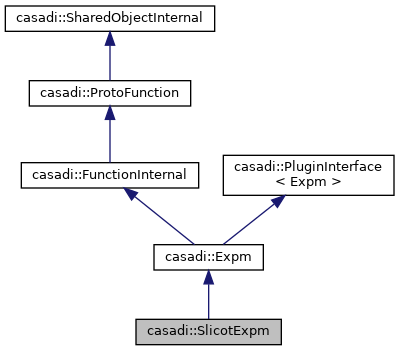 casadi::SharedObjectInternal
casadi::ProtoFunction
casadi::FunctionInternal
casadi::PluginInterface
< Expm >
casadi::Expm
casadi::SlicotExpm